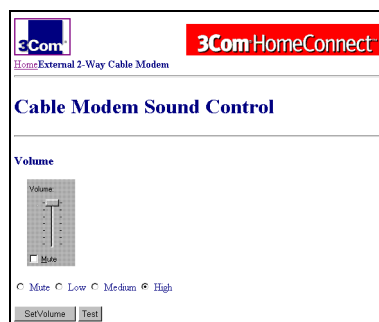 3Com
3Com HomeConnect™
HomeExternal 2-Way Cable Modem
Cable Modem Sound Control
Volume
Volume:
Mute
Mute Low Medium High
SetVolume Test